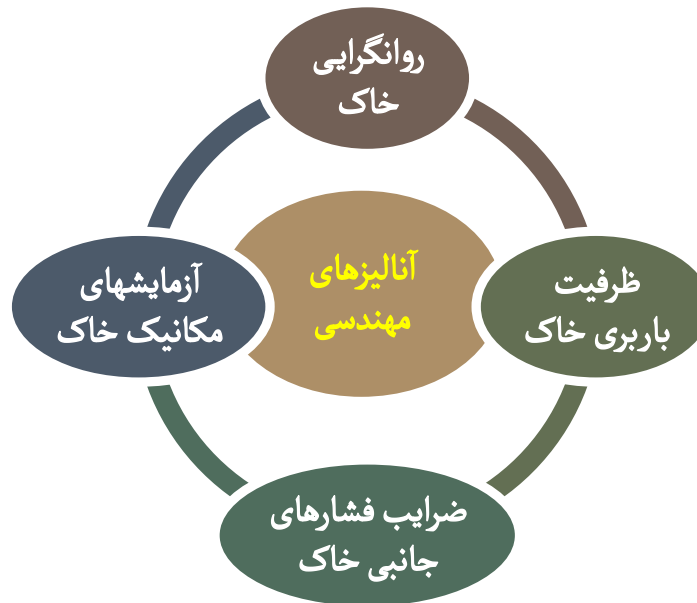 روانگرایی
خاک
آنالیزهای
مهندسی
ظرفیت
باربری خاک
آزمایشهای
مکانیک خاک
ضرایب فشارهای
جانبی خاک